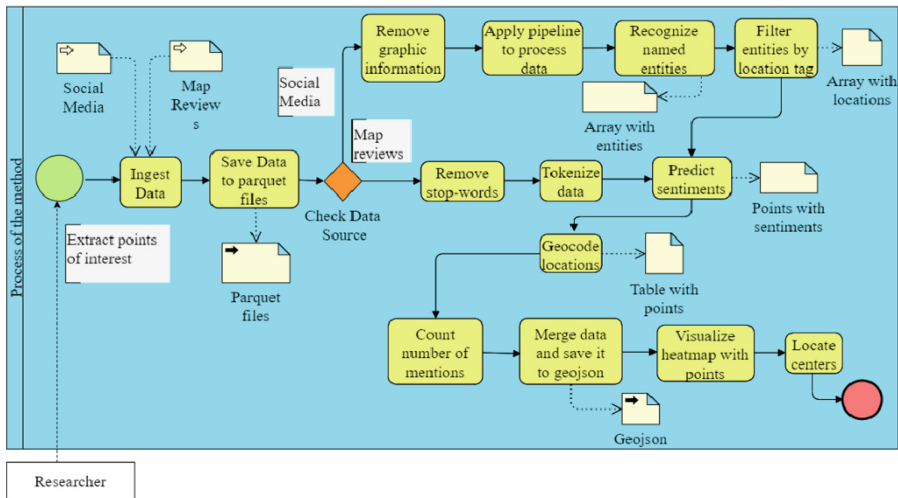 Process of the method
Social
Media
Map
Review
s
Ingest
Data
Save Data
to parquet
files
Extract points
of interest
Parquet
files
Check Data
Source
Social
Media
Map
reviews
Remove
graphic
information
Apply pipeline
to process
data
Recognize
named
entities
Filter
entities by
location tag
Array with
locations
Array with
entities
Remove
stop-words
Tokenize
data
Predict
sentiments
Points with
sentiments
Geocode
locations
Table with
points
Count
number of
mentions
Merge data
and save it
to geojson
Visualize
heatmap with
points
Locate
centers
Geojson
Researcher